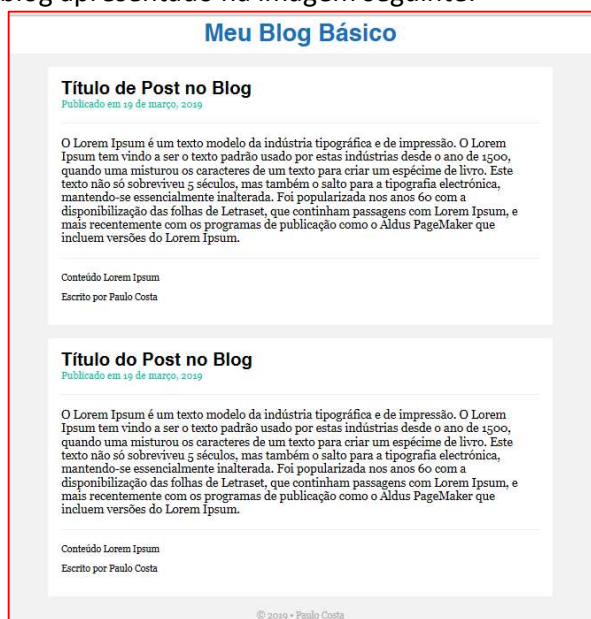 blog apresentado na imagem seguinte.
Meu Blog Básico
Título de Post no Blog
Publicado em 19 de março, 2019
O Lorem Ipsum é um texto modelo da indústria tipográfica e de impressão. O Lorem
Ipsum tem vindo a ser o texto padrão usado por estas indústrias desde o ano de 1500,
quando uma misturou os caracteres de um texto para criar um espécime de livro. Este
texto não só sobreviveu 5 séculos, mas também o salto para a tipografia electrónica,
mantendo-se essencialmente inalterada. Foi popularizada nos anos 60 com a
disponibilização das folhas de Letraset, que continham passagens com Lorem Ipsum, e
mais recentemente com os programas de publicação como o Aldus PageMaker que
incluem versões do Lorem Ipsum.
Conteúdo Lorem Ipsum
Escrito por Paulo Costa
Título do Post no Blog
Publicado em 19 de março, 2019
O Lorem Ipsum é um texto modelo da indústria tipográfica e de impressão. O Lorem
Ipsum tem vindo a ser o texto padrão usado por estas indústrias desde o ano de 1500,
quando uma misturou os caracteres de um texto para criar um espécime de livro. Este
texto não só sobreviveu 5 séculos, mas também o salto para a tipografia electrónica,
mantendo-se essencialmente inalterada. Foi popularizada nos anos 60 com a
disponibilização das folhas de Letraset, que continham passagens com Lorem Ipsum, e
mais recentemente com os programas de publicação como o Aldus PageMaker que
incluem versões do Lorem Ipsum.
Conteúdo Lorem Ipsum
Escrito por Paulo Costa
© 2019 • Paulo Costa